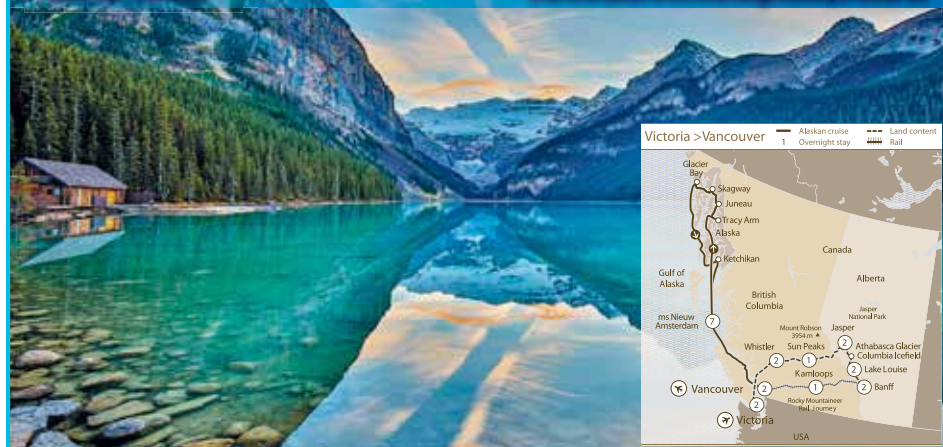 Victoria >Vancouver
Alaskan cruise
Land content
1 Overnight stay
Rail
Glacier
Bay
Skagway
Juneau
Tracy Arm
Alaska
Canada
Ketchikan
Gulf of
Alaska
Alberta
British
Columbia
Jasper
National Park
ms Nieuw
Amsterdam
7
Mount Robson
3954 m
Jasper
2
Whistler
Sun Peaks
Athabasca Glacier
Columbia Icefield
2
1
2
Lake Louise
Kamloops
Vancouver
2
1
2
Banff
Rocky Mountaineer
Rail Journey
2
Victoria
USA